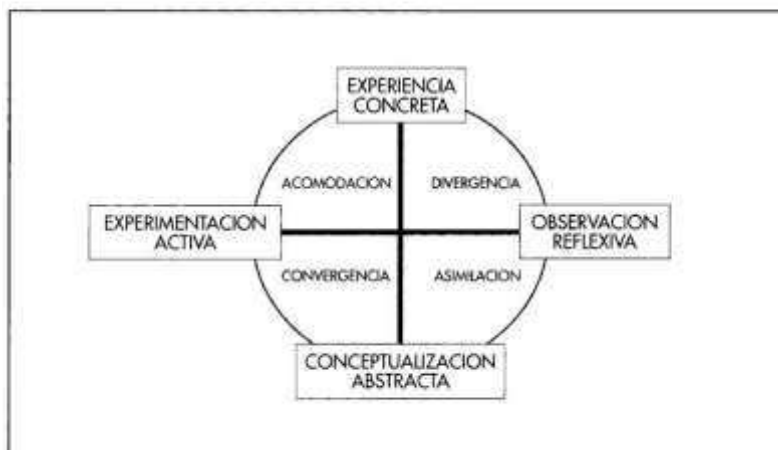 EXPERIENCIA
CONCRETA
ACOMODACION
DIVERGENCIA
EXPERIMENTACION
ACTIVA
OBSERVACION
REFLEXIVA
CONVERGENCIA
ASIMILACION
CONCEPTUALIZACION
ABSTRACTA